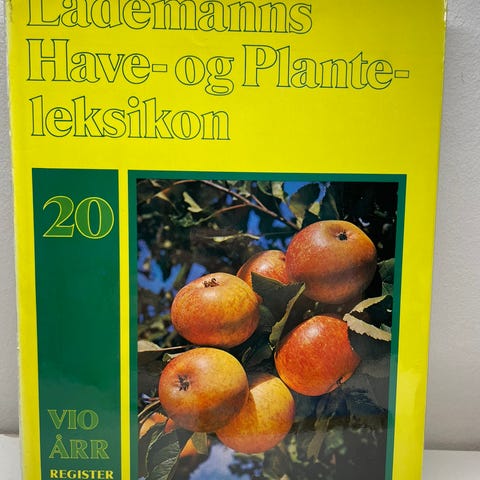 Lademanns
Have- og Plante-
leksikon
20
VIO
ÅRR
REGISTER